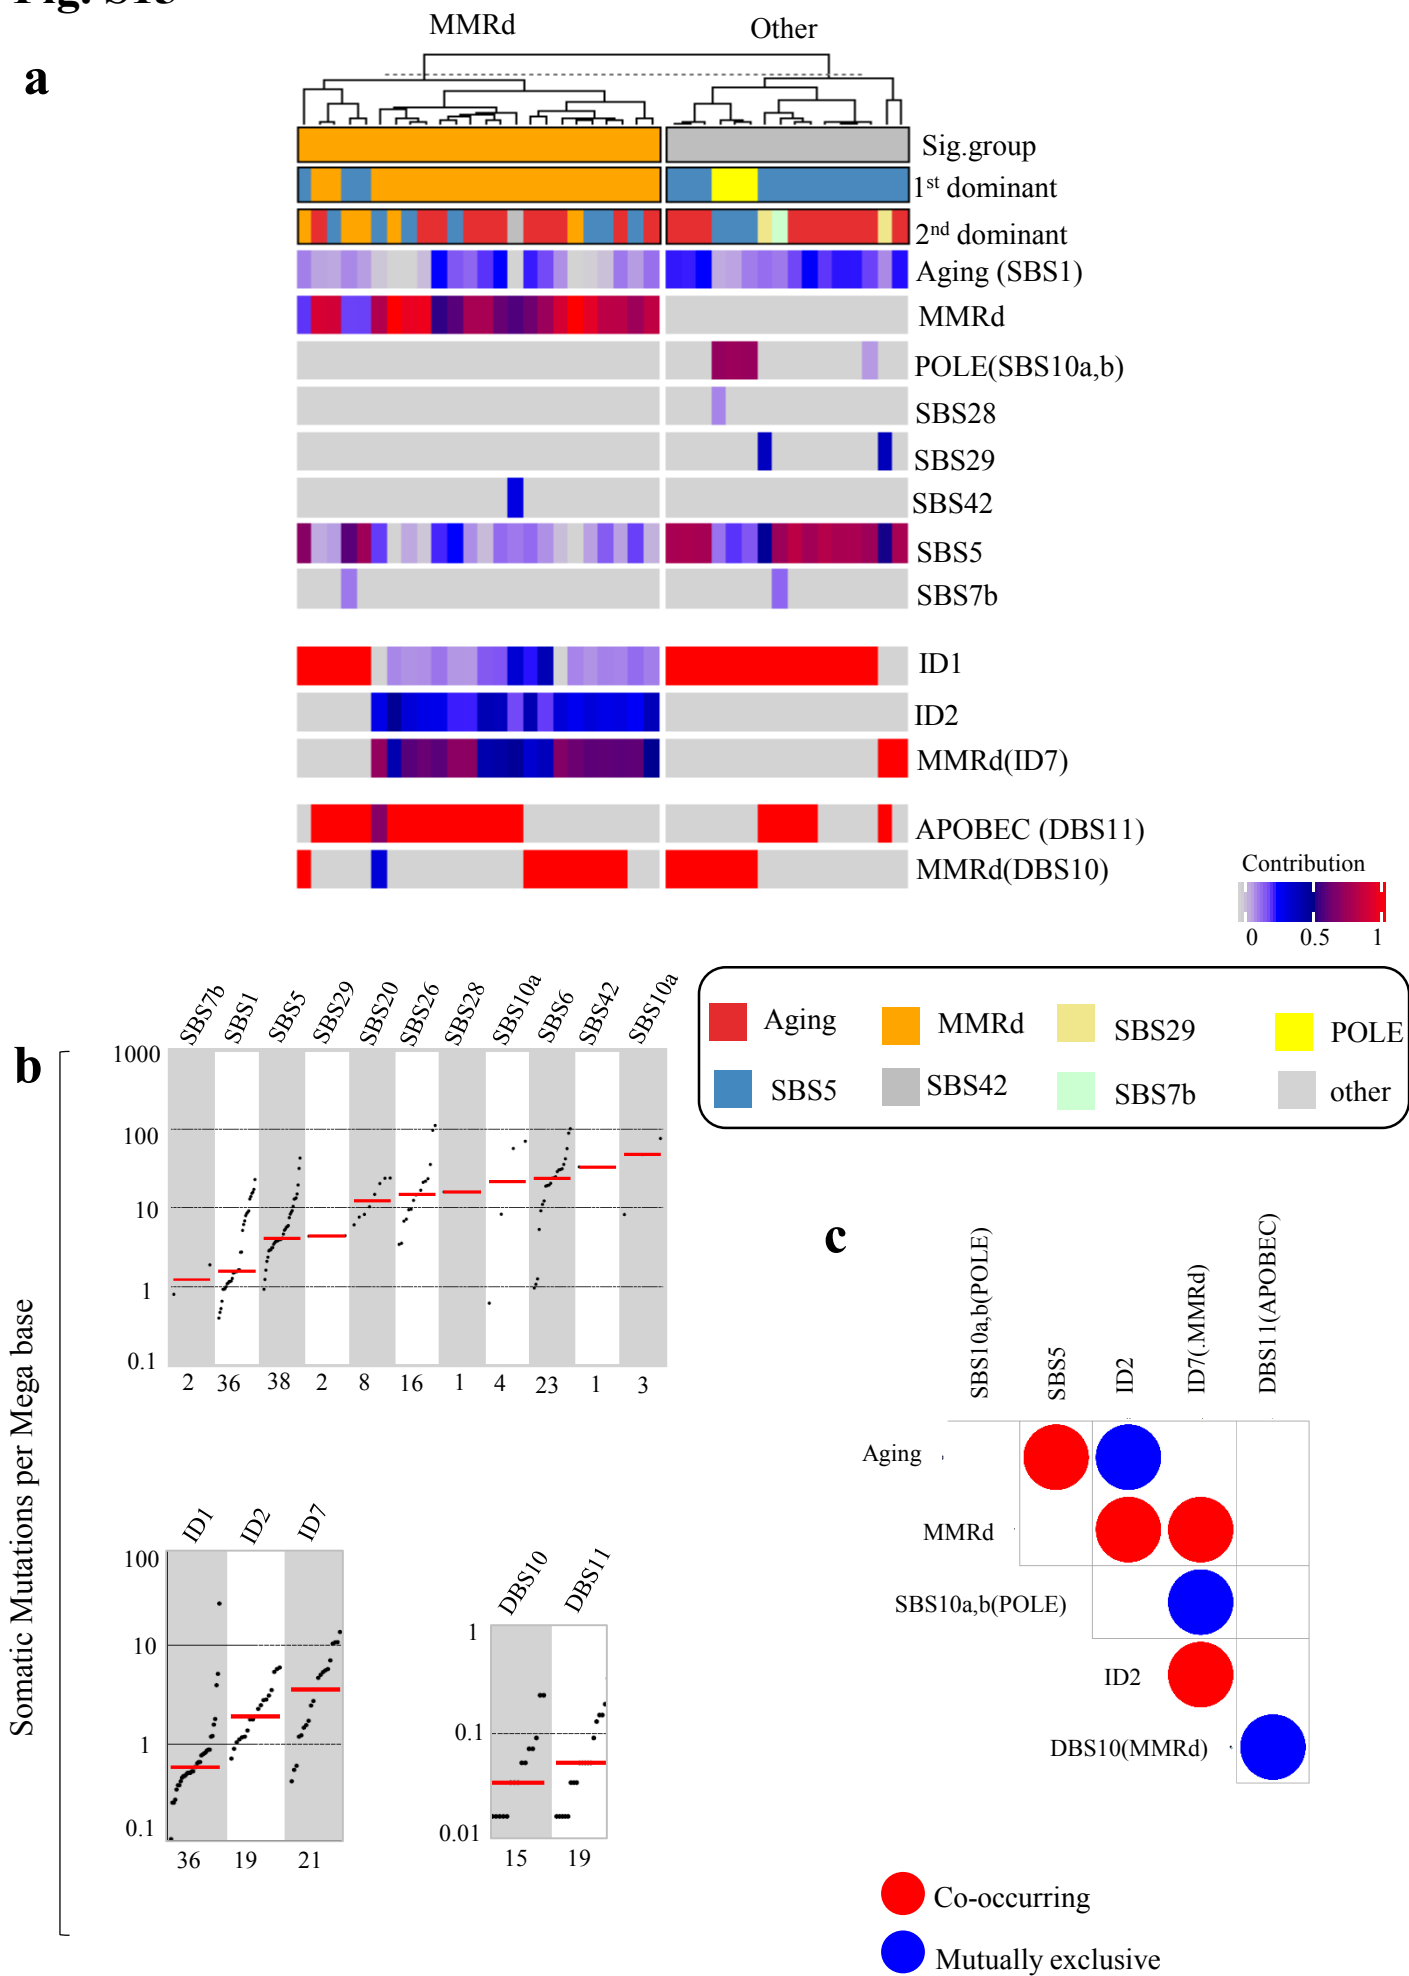 MMRd
Other
a
Sig.group
1st dominant
2nd dominant
Aging (SBS1)
MMRd
POLE(SBS10a,b)
SBS28
SBS29
SBS42
SBS5
SBS7b
ID1
ID2
MMRd(ID7)
APOBEC (DBS11)
MMRd(DBS10)
Contribution
0 0.5 1
Aging MMRd SBS29 POLE
SBS5 SBS42 SBS7b other
b
Somatic Mutations per Mega base
SBS7b SBS1 SBS5 SBS29 SBS20 SBS26 SBS28 SBS10a SBS6 SBS42 SBS10a
1000
100
10
1
0.1
2 36 38 2 8 16 1 4 23 1 3
ID1 ID2 ID7
100
10
1
0.1
36 19 21
DBS10 DBS11
1
0.1
0.01
15 19
c
SBS10a,b(POLE) SBS5 ID2 ID7(.MMRd) DBS11(APOBEC)
Aging
MMRd
SBS10a,b(POLE)
ID2
DBS10(MMRd)
Co-occurring
Mutually exclusive